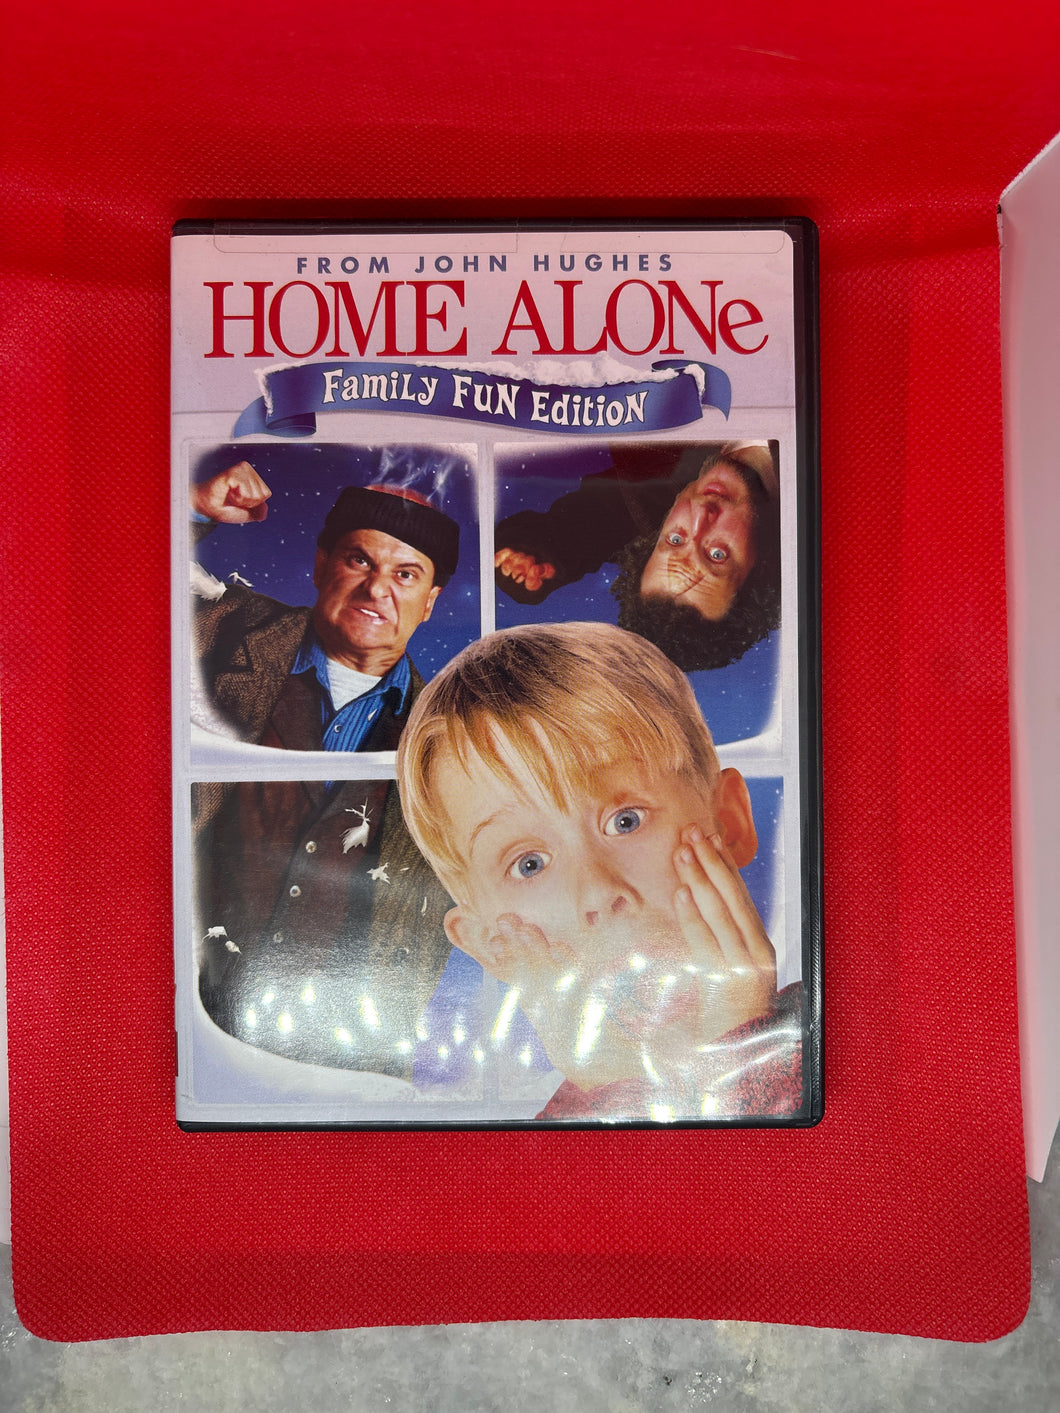 FROM JOHN HUGHES
HOME ALONe
FamiLy FUN EditioN